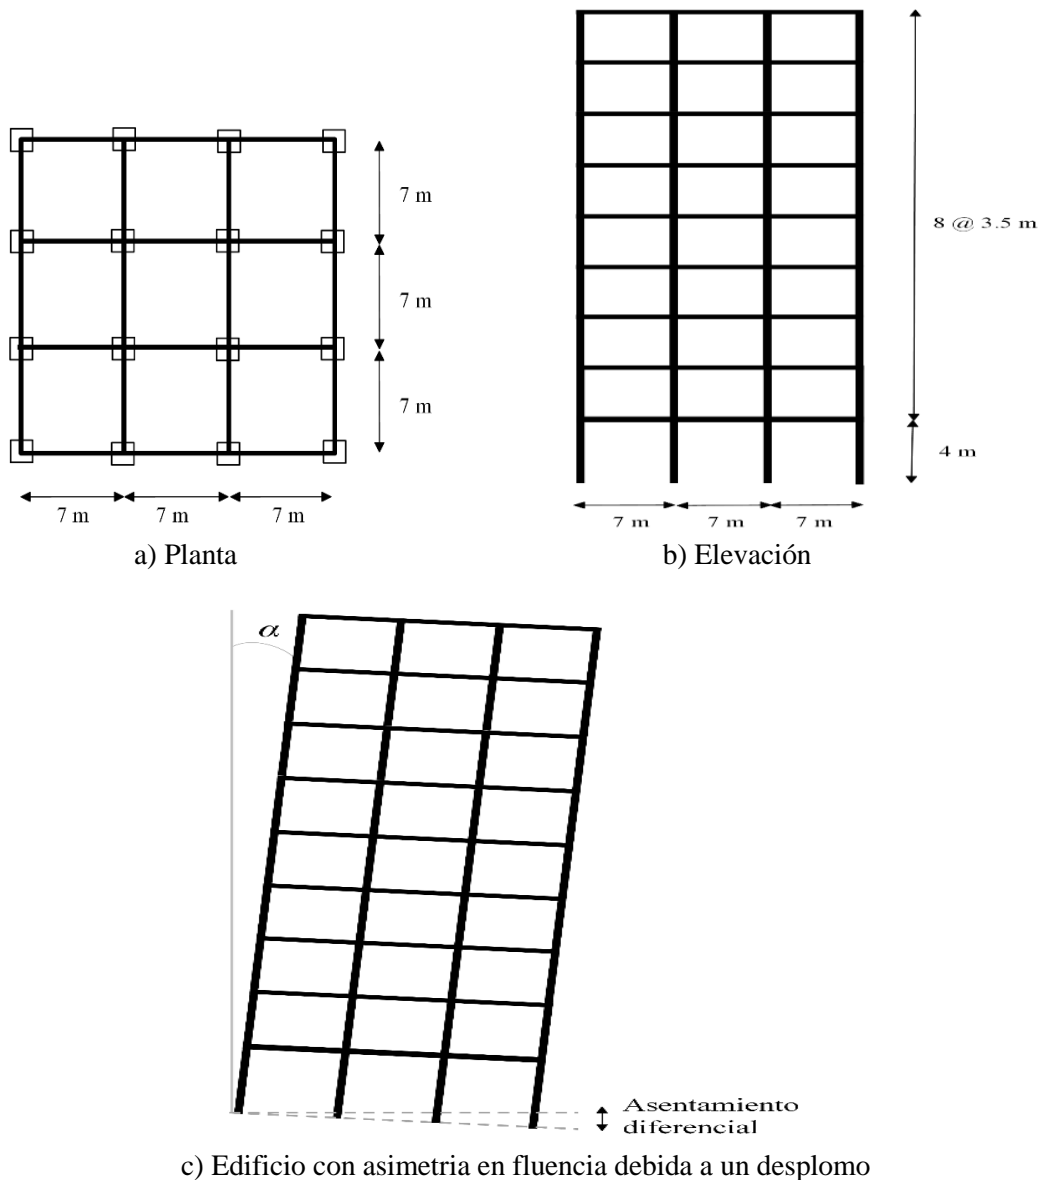 7 m
7 m
7 m
7 m 7 m 7 m
a) Planta
8 @ 3.5 m
4 m
7 m 7 m 7 m
b) Elevación
α
Asentamiento
diferencial
c) Edificio con asimetria en fluencia debida a un desplomo